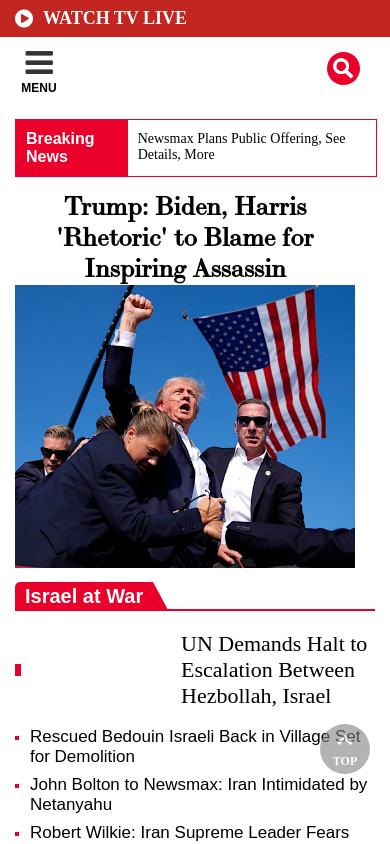 WATCH TV LIVE
MENU
Breaking
News
Newsmax Plans Public Offering, See
Details, More
Trump: Biden, Harris
'Rhetoric' to Blame for
Inspiring Assassin
Israel at War
UN Demands Halt to
Escalation Between
Hezbollah, Israel
Rescued Bedouin Israeli Back in Village Set
for Demolition
TOP
John Bolton to Newsmax: Iran Intimidated by
Netanyahu
Robert Wilkie: Iran Supreme Leader Fears